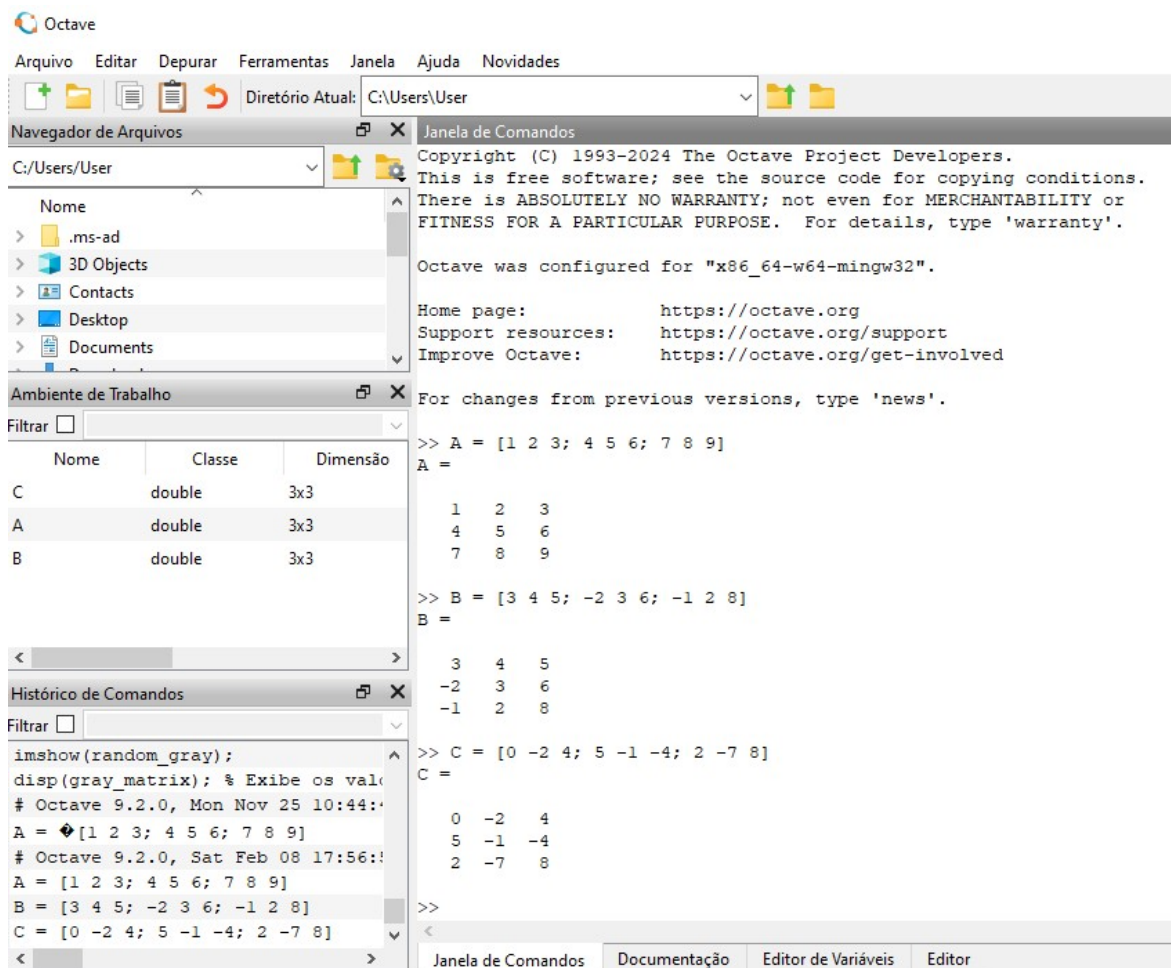 Octave
Arquivo Editar Depurar Ferramentas Janela Ajuda Novidades
Diretório Atual: C:\Users\User
Navegador de Arquivos
C:/Users/User
Nome
.ms-ad
3D Objects
Contacts
Desktop
Documents
Ambiente de Trabalho
Filtrar
Nome Classe Dimensão
C double 3x3
A double 3x3
B double 3x3
Histórico de Comandos
Filtrar
imshow(random_gray);
disp(gray_matrix); % Exibe os
# Octave 9.2.0, Mon Nov 25 10:44:
A = �[1 2 3; 4 5 6; 7 8 9]
# Octave 9.2.0, Sat Feb 08 17:56:
A = [1 2 3; 4 5 6; 7 8 9]
B = [3 4 5; -2 3 6; -1 2 8]
C = [0 -2 4; 5 -1 -4; 2 -7 8]
Janela de Comandos
Copyright (C) 1993-2024 The Octave Project Developers.
This is free software; see the source code for copying conditions.
There is ABSOLUTELY NO WARRANTY; not even for MERCHANTABILITY or
FITNESS FOR A PARTICULAR PURPOSE.  For details, type 'warranty'.
Octave was configured for "x86_64-w64-mingw32".
Home page: https://octave.org
Support resources: https://octave.org/support
Improve Octave: https://octave.org/get-involved
For changes from previous versions, type 'news'.
>> A = [1 2 3; 4 5 6; 7 8 9]
A =
1 2 3
4 5 6
7 8 9
>> B = [3 4 5; -2 3 6; -1 2 8]
B =
3 4 5
-2 3 6
-1 2 8
>> C = [0 -2 4; 5 -1 -4; 2 -7 8]
C =
0 -2 4
5 -1 -4
2 -7 8
>>
Janela de Comandos Documentação Editor de Variáveis Editor